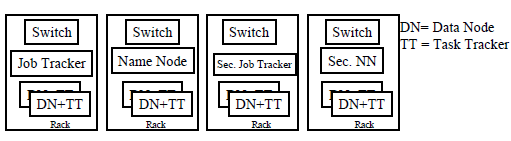 Switch
Job Tracker
DN+TT
Rack
Switch
Name Node
DN+TT
Rack
Switch
Sec. Job Tracker
DN+TT
Rack
Switch
Sec. NN
DN+TT
Rack
DN= Data Node
TT = Task Tracker